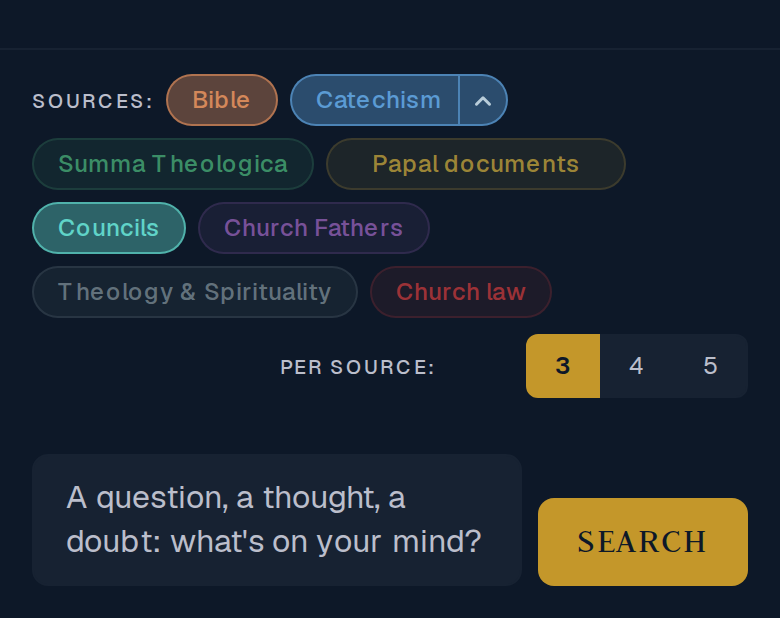 SOURCES: Bible Catechism
Summa Theologica Papal documents
Councils Church Fathers
Theology & Spirituality Church law
PER SOURCE: 3 4 5
A question, a thought, a
doubt: what's on your mind?
SEARCH